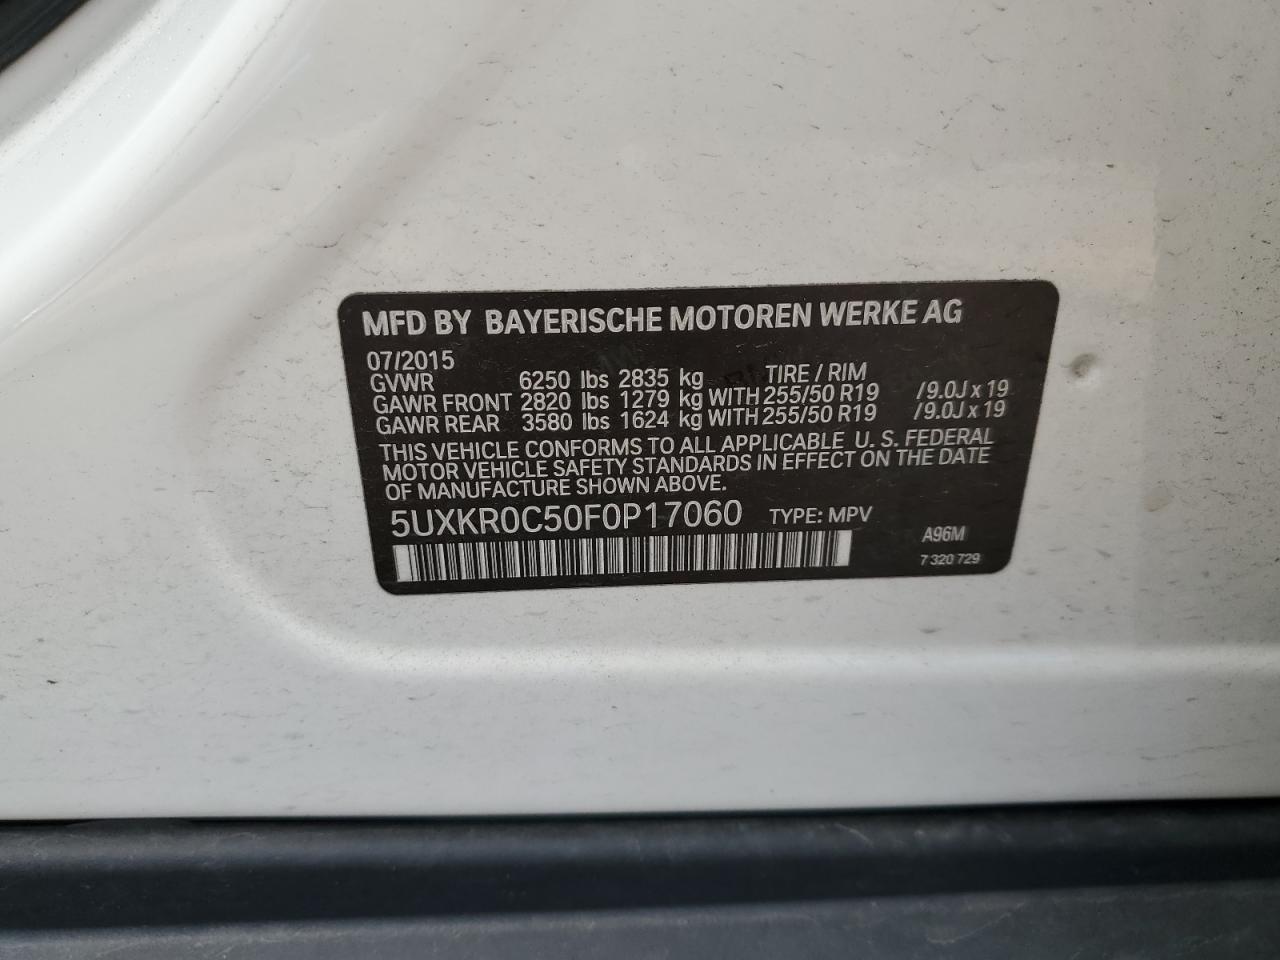 MFD BY BAYERISCHE MOTOREN WERKE AG
07/2015
GVWR 6250 lbs 2835 kg TIRE / RIM
GAWR FRONT 2820 lbs 1279 kg WITH 255/50 R19 /9.0J x 19
GAWR REAR 3580 lbs 1624 kg WITH 255/50 R19 /9.0J x 19
THIS VEHICLE CONFORMS TO ALL APPLICABLE U. S. FEDERAL
MOTOR VEHICLE SAFETY STANDARDS IN EFFECT ON THE DATE
OF MANUFACTURE SHOWN ABOVE.
5UXKR0C50F0P17060 TYPE: MPV
A96M
7 320 729